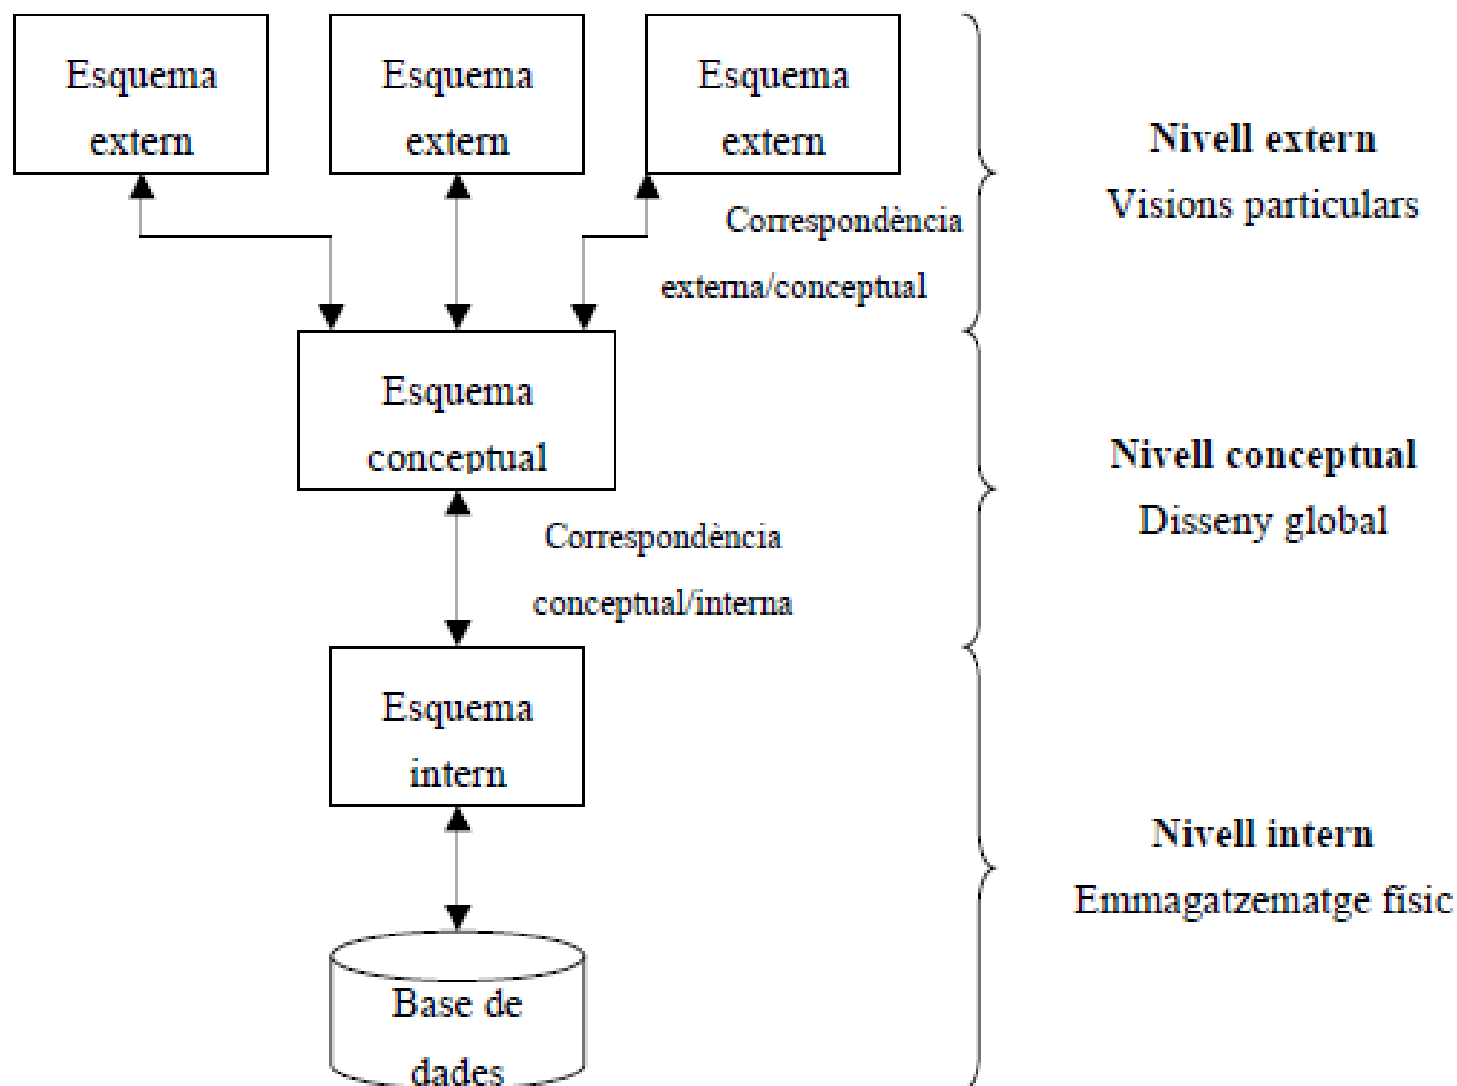 Esquema
extern
Esquema
extern
Esquema
extern
Nivell extern
Visions particulars
Correspondència
externa/conceptual
Esquema
conceptual
Nivell conceptual
Disseny global
Correspondència
conceptual/interna
Esquema
intern
Nivell intern
Emmagatzematge físic
Base de
dades